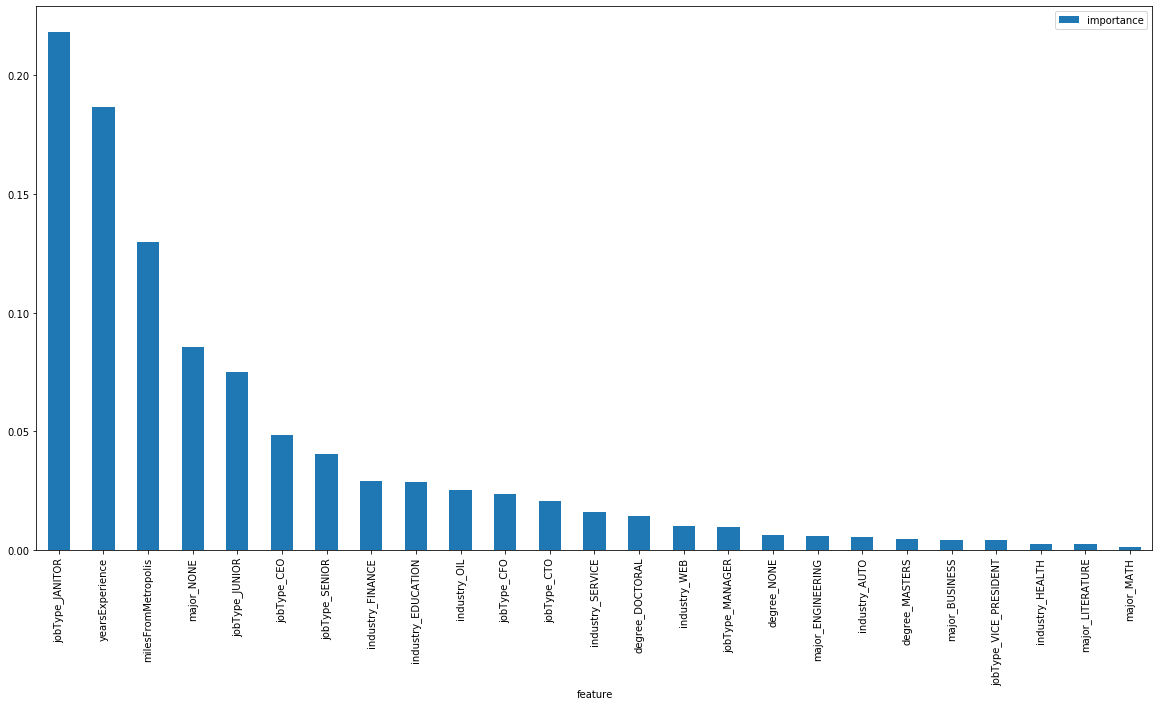 importance
0.20
0.15
0.10
0.05
0.00
jobType_JANITOR
yearsExperience
milesFromMetropolis
major_NONE
jobType_JUNIOR
jobType_CEO
jobType_SENIOR
industry_FINANCE
industry_EDUCATION
industry_OIL
jobType_CFO
jobType_CTO
industry_SERVICE
degree_DOCTORAL
industry_WEB
jobType_MANAGER
degree_NONE
major_ENGINEERING
industry_AUTO
degree_MASTERS
major_BUSINESS
jobType_VICE_PRESIDENT
industry_HEALTH
major_LITERATURE
major_MATH
feature